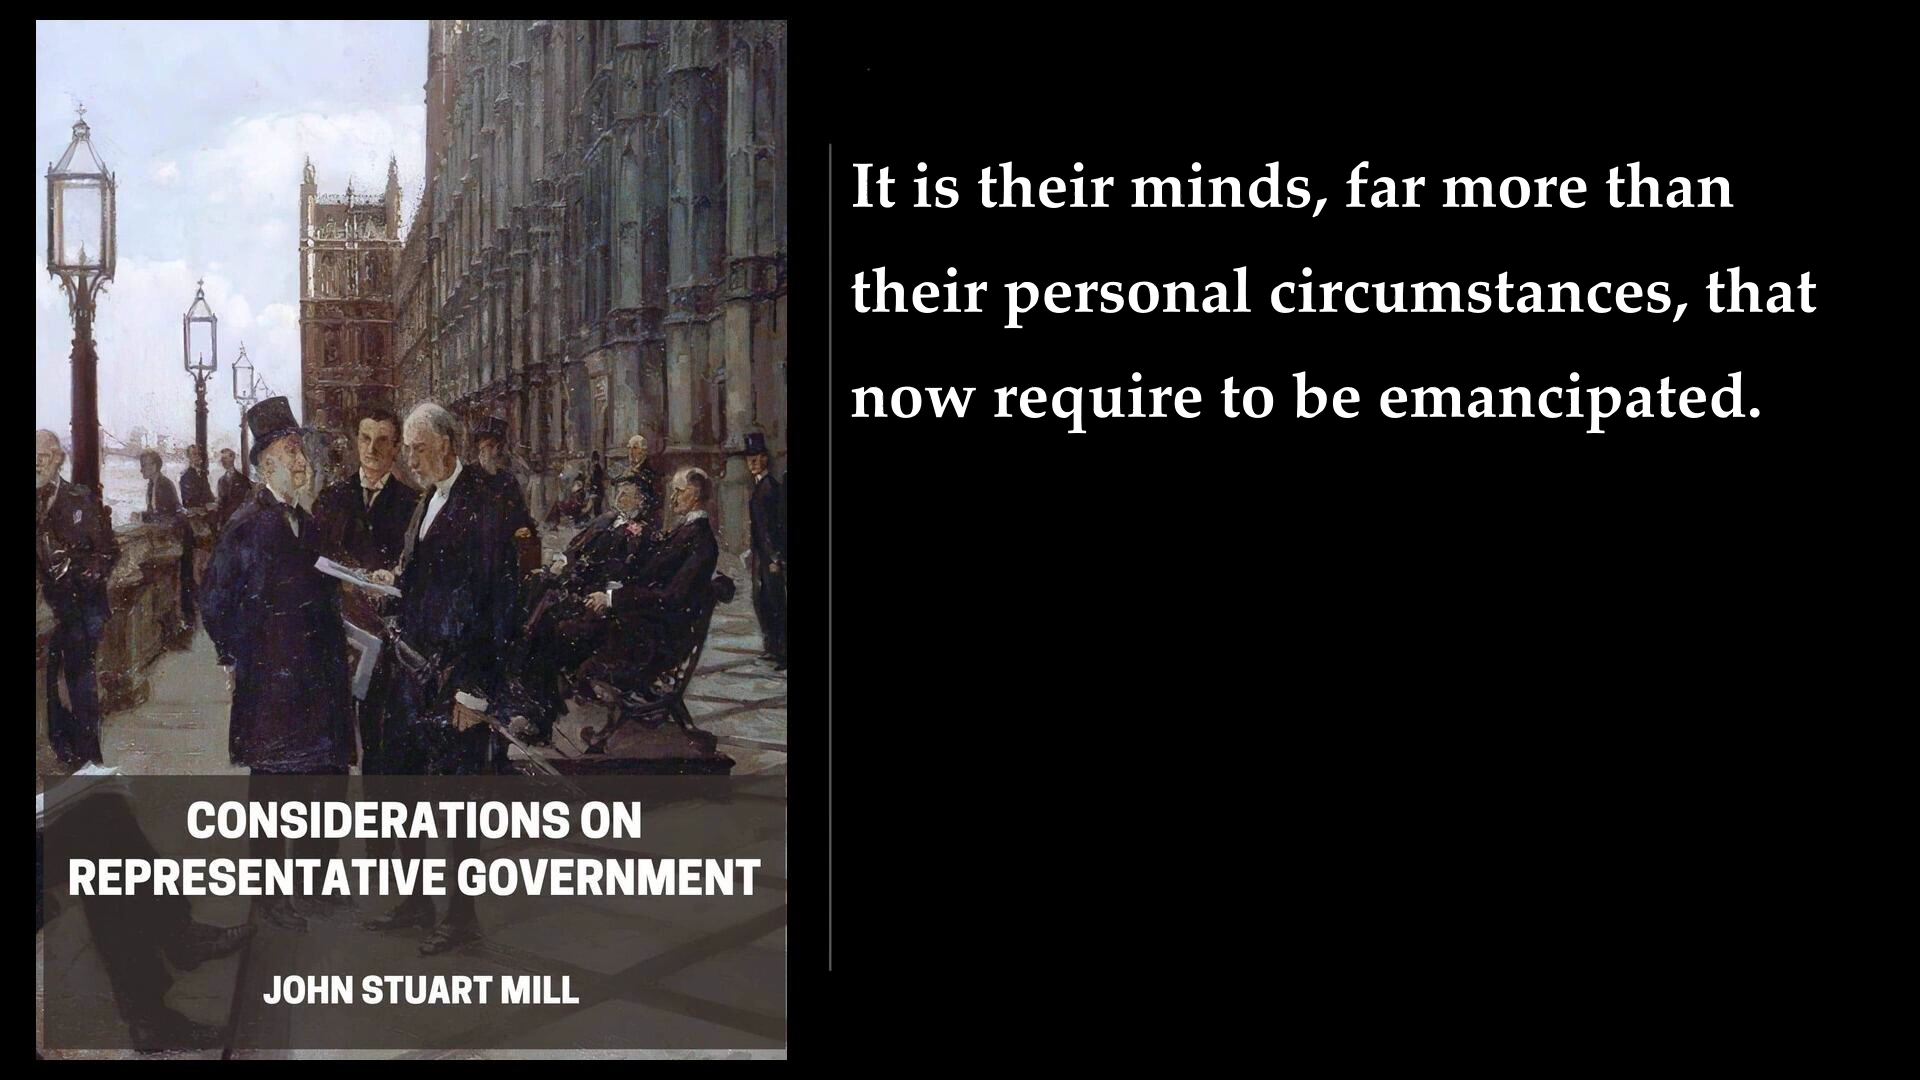 It is their minds, far more than
their personal circumstances, that
now require to be emancipated.
CONSIDERATIONS ON
REPRESENTATIVE GOVERNMENT
JOHN STUART MILL